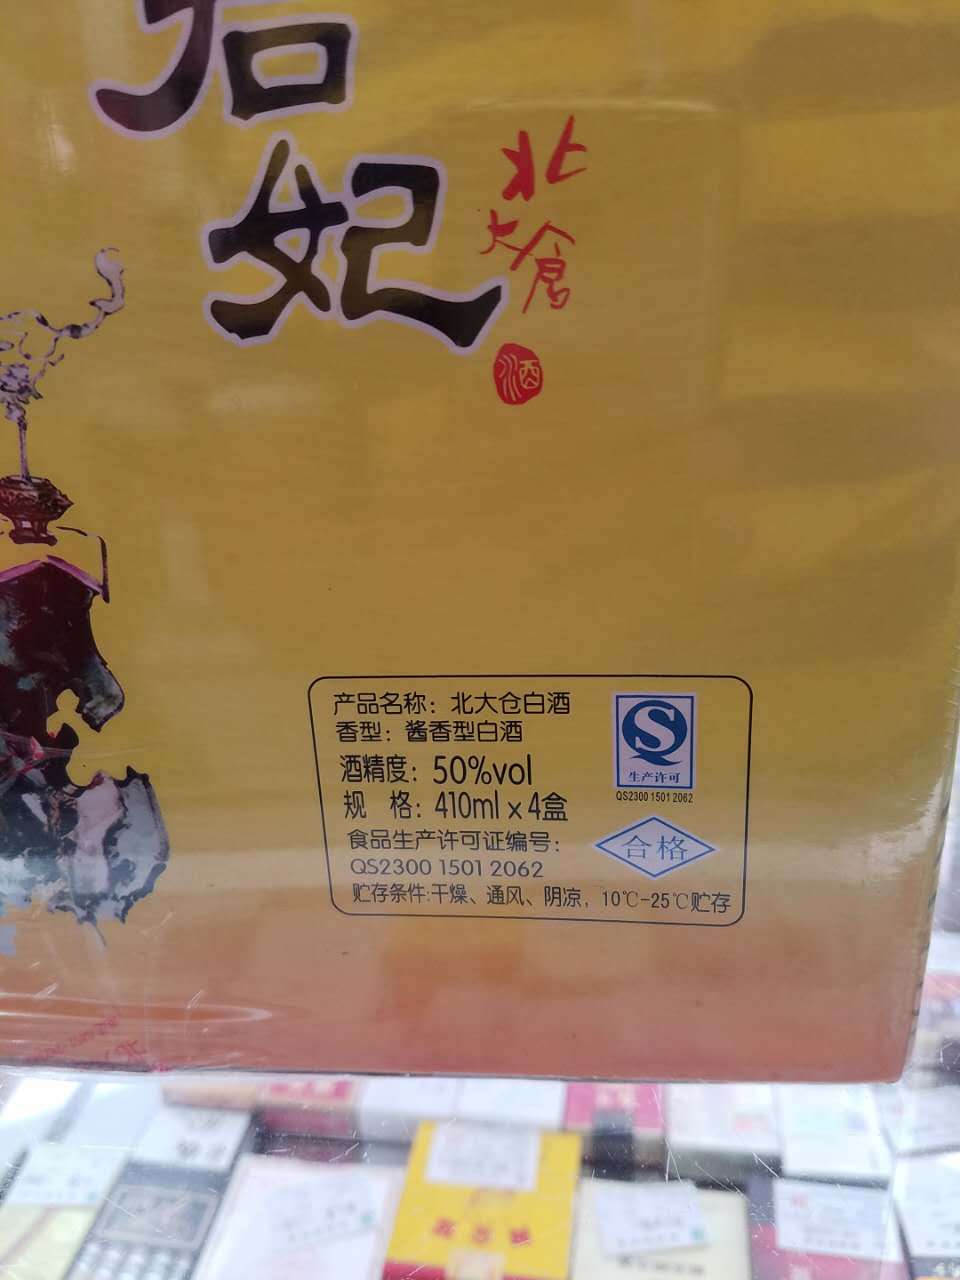 君
妃
北
大仓
酒
产品名称：北大仓白酒
香型：酱香型白酒
酒精度：50%vol
规 格：410ml x 4盒
食品生产许可证编号：
QS2300 1501 2062
贮存条件:干燥、通风、阴凉，10℃-25℃贮存
生产许可
QS2300 1501 2062
合格